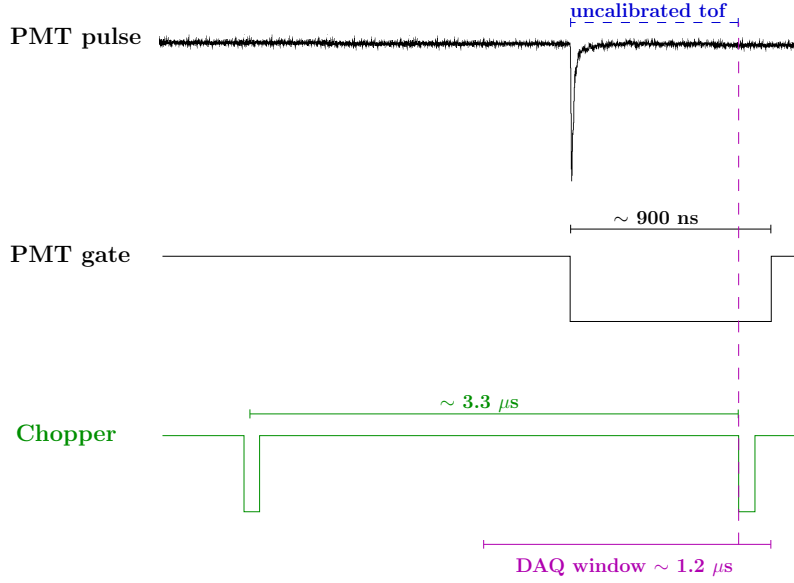 uncalibrated tof
PMT pulse
∼ 900 ns
PMT gate
∼ 3.3 μs
Chopper
DAQ window ∼ 1.2 μs